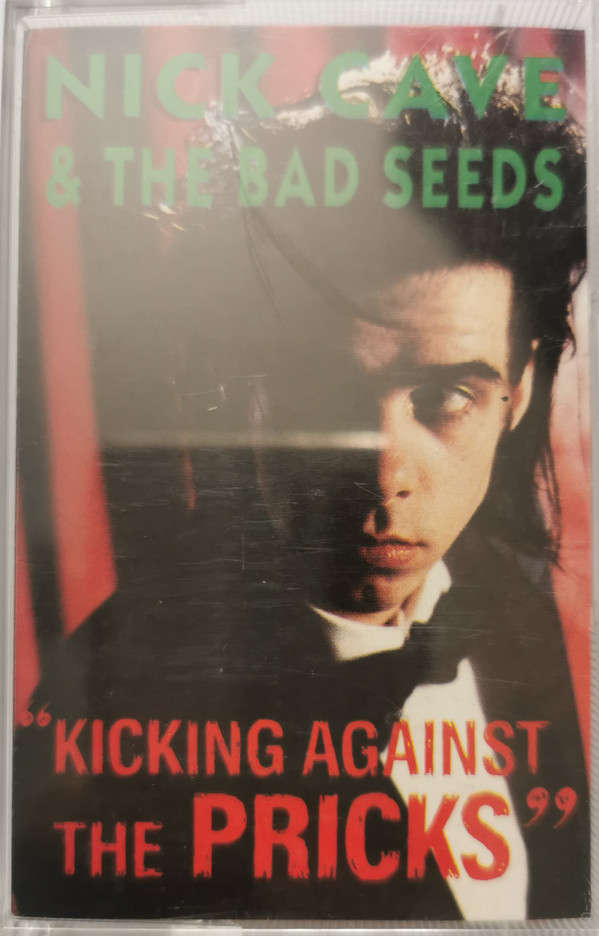 NICK CAVE
& THE BAD SEEDS
“KICKING AGAINST
THE PRICKS”